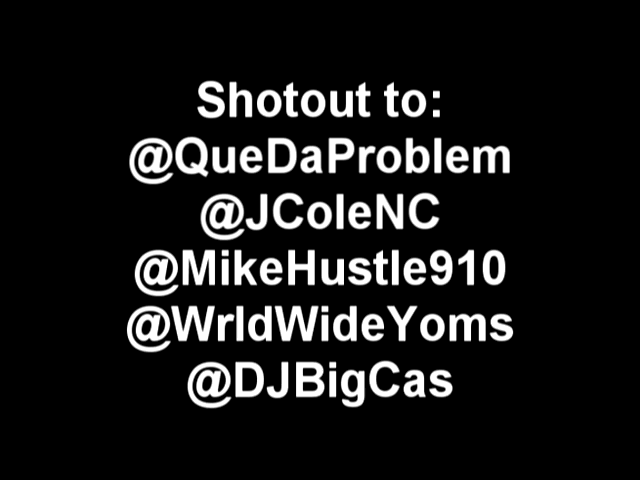 Shotout to:
@QueDaProblem
@JColeNC
@MikeHustle910
@WrldWideYoms
@DJBigCas